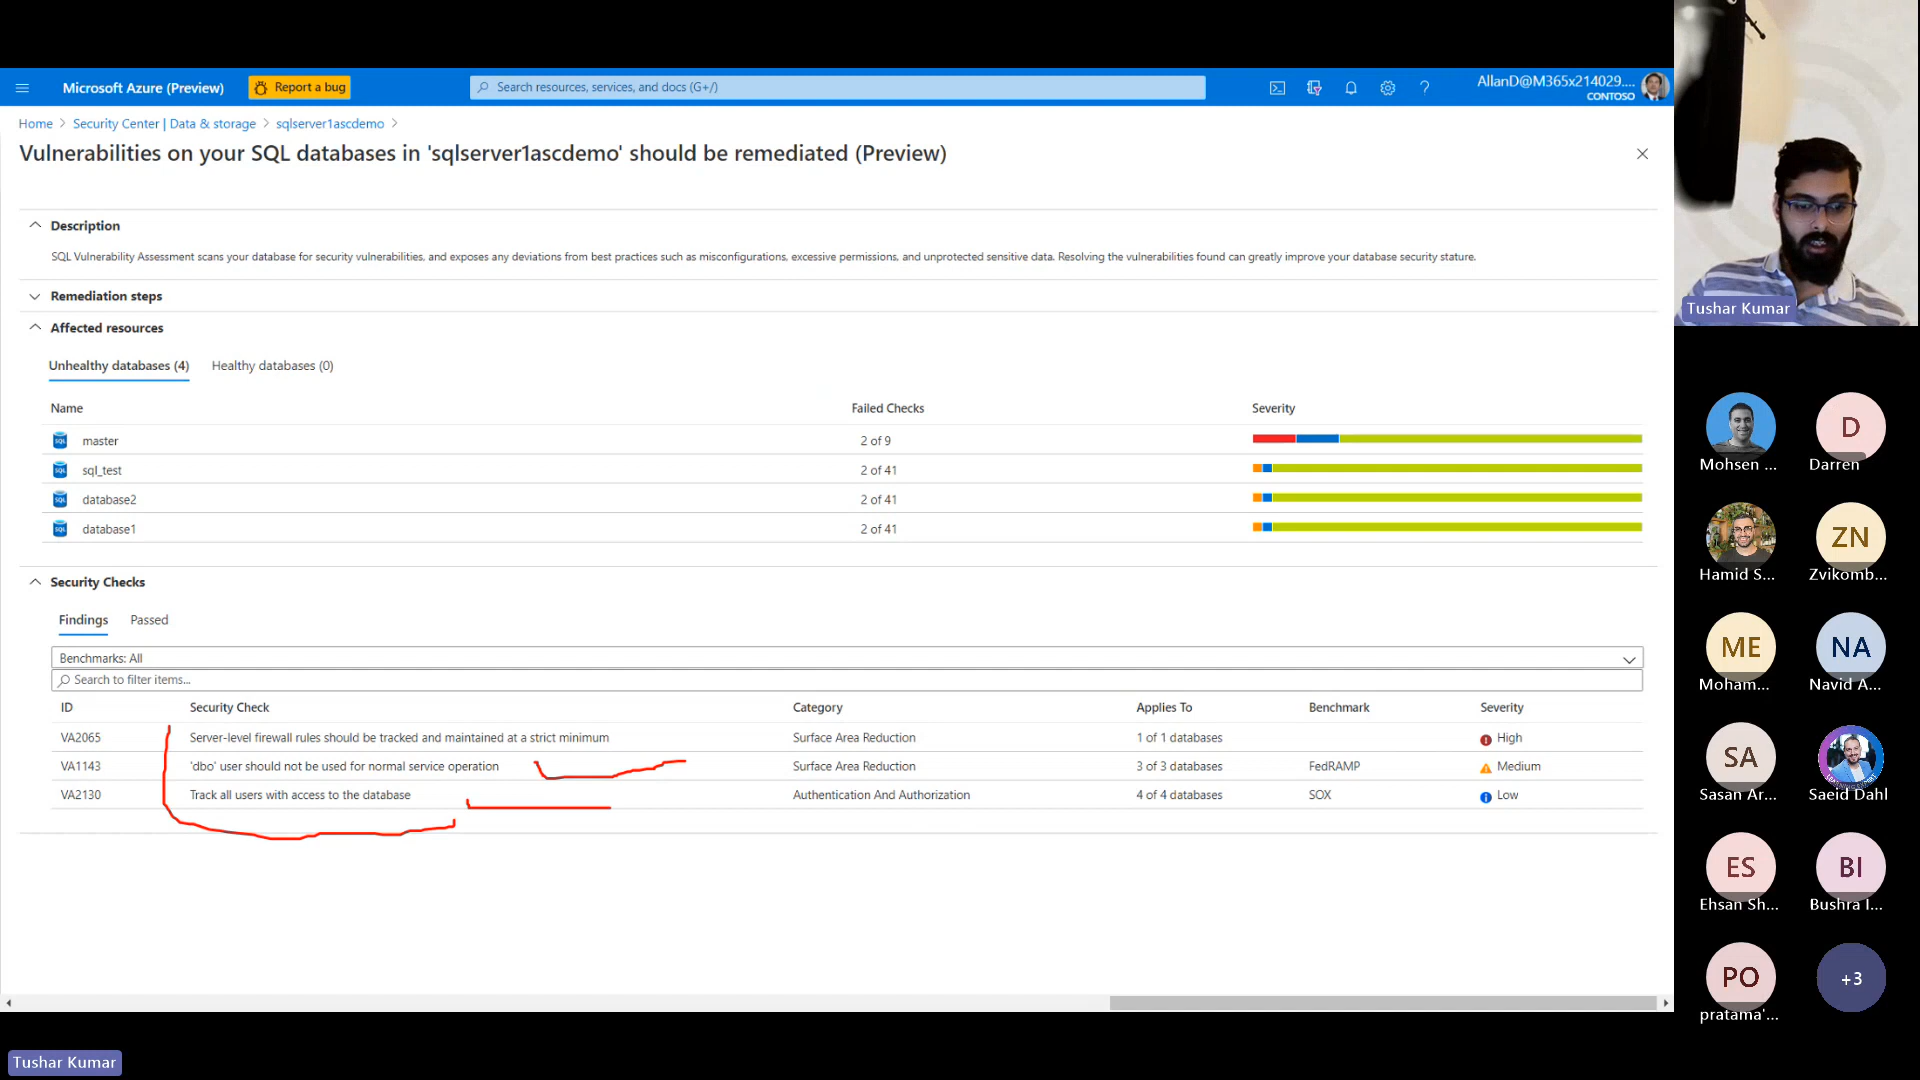 Microsoft Azure (Preview)
Report a bug
Search resources, services, and docs (G+/)
AllanD@M365x214029....
CONTOSO
Home > Security Center | Data & storage > sqlserver1ascdemo >
Vulnerabilities on your SQL databases in 'sqlserver1ascdemo' should be remediated (Preview)
Description
SQL Vulnerability Assessment scans your database for security vulnerabilities, and exposes any deviations from best practices such as misconfigurations, excessive permissions, and unprotected sensitive data. Resolving the vulnerabilities found can greatly improve your database security stature.
Remediation steps
Affected resources
Unhealthy databases (4) Healthy databases (0)
Name Failed Checks Severity
SQL master 2 of 9
SQL sql_test 2 of 41
SQL database2 2 of 41
SQL database1 2 of 41
Security Checks
Findings Passed
Benchmarks: All
Search to filter items...
ID Security Check Category Applies To Benchmark Severity
VA2065 Server-level firewall rules should be tracked and maintained at a strict minimum Surface Area Reduction 1 of 1 databases High
VA1143 'dbo' user should not be used for normal service operation Surface Area Reduction 3 of 3 databases FedRAMP Medium
VA2130 Track all users with access to the database Authentication And Authorization 4 of 4 databases SOX Low
Tushar Kumar
Tushar Kumar
Mohsen ...
D
Darren
Hamid S...
ZN
Zvikomb...
ME
Moham...
NA
Navid A...
SA
Sasan Ar...
Saeid Dahl
ES
Ehsan Sh...
BI
Bushra I...
PO
pratama'...
+3